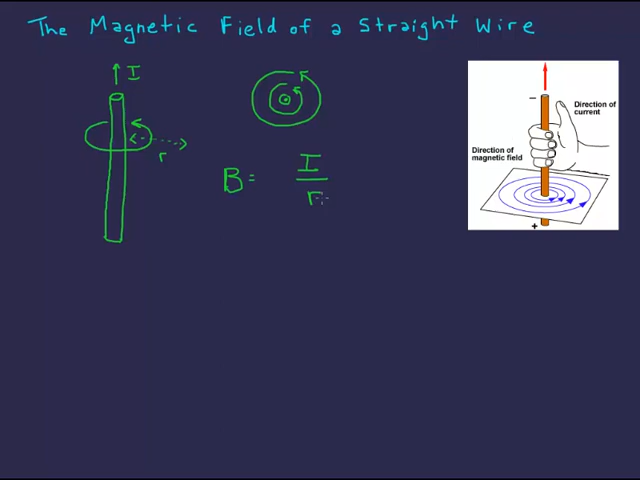 The Magnetic Field of a Straight Wire
I
r
B = I
r
Direction of
current
Direction of
magnetic field
−
+